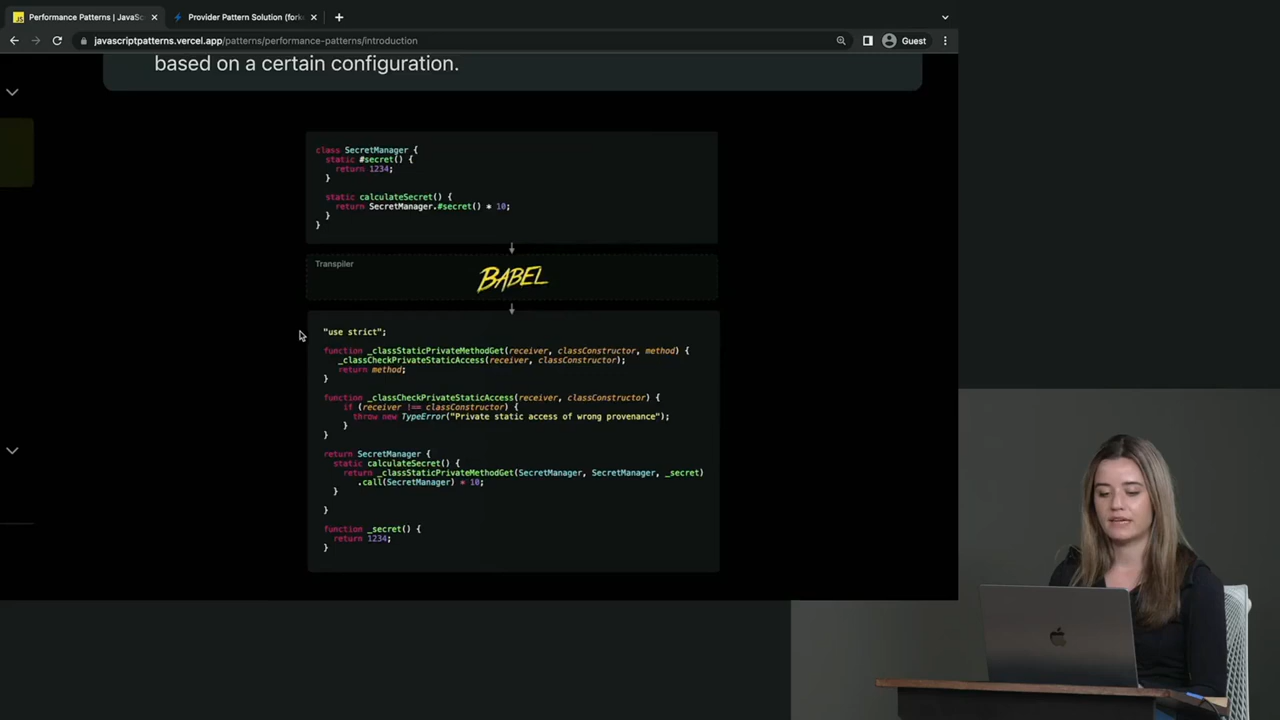 Performance Patterns | JavaSc
Provider Pattern Solution (fork
javascriptpatterns.vercel.app/patterns/performance-patterns/introduction
Guest
based on a certain configuration.
class SecretManager {
static #secret() {
return 1234;
}
static calculateSecret() {
return SecretManager.#secret() * 10;
}
}
Transpiler
BABEL
"use strict";
function _classStaticPrivateMethodGet(receiver, classConstructor, method) {
_classCheckPrivateStaticAccess(receiver, classConstructor);
return method;
}
function _classCheckPrivateStaticAccess(receiver, classConstructor) {
if (receiver !== classConstructor) {
throw new TypeError("Private static access of wrong provenance");
}
}
return SecretManager {
static calculateSecret() {
return _classStaticPrivateMethodGet(SecretManager, SecretManager, _secret)
.call(SecretManager) * 10;
}
}
function _secret() {
return 1234;
}